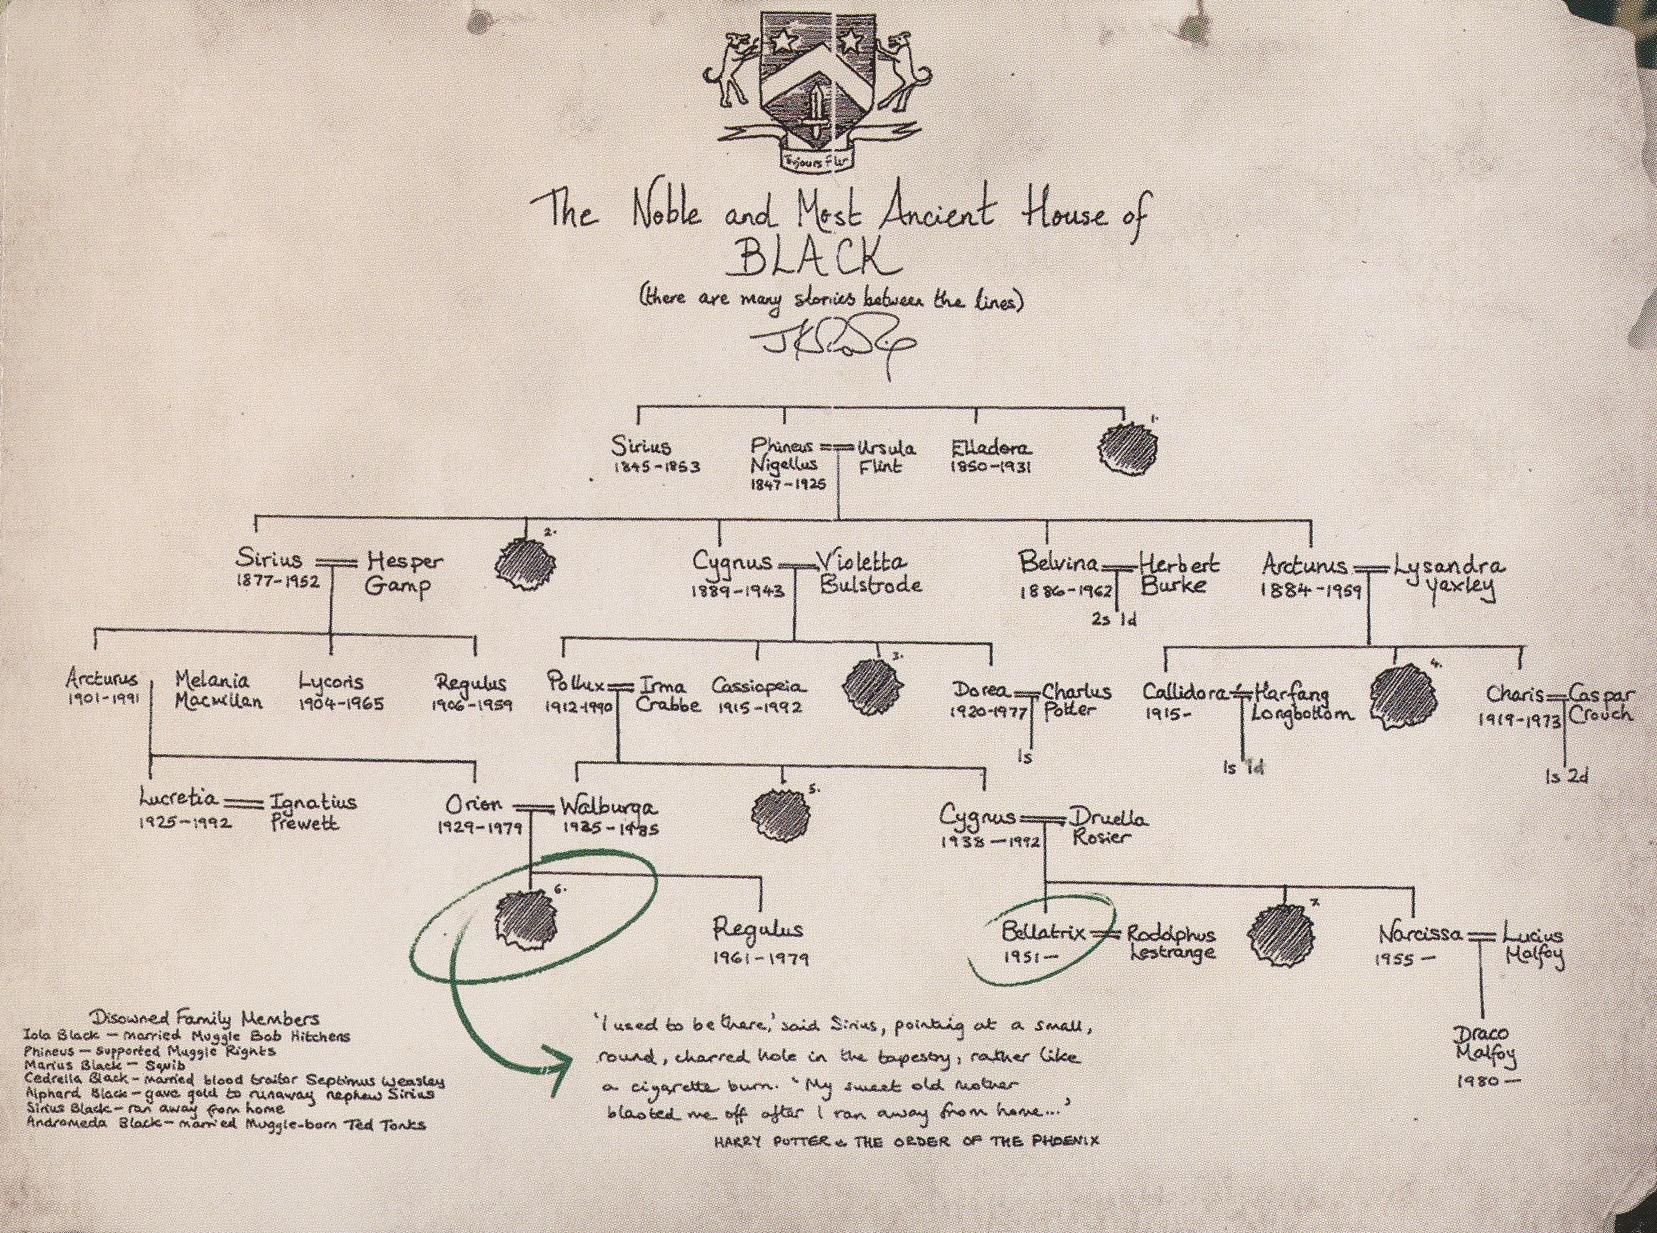 Toujours Pur
The Noble and Most Ancient House of
BLACK
(there are many stories between the lines)
1.
Sirius
1845-1853
Phineus
Nigellus
1847-1925
Ursula
Flint
Elladora
1850-1931
2.
Sirius
1877-1952
Hesper
Gamp
Cygnus
1889-1943
Violetta
Bulstrode
Belvina
1886-1962
Herbert
Burke
2s 1d
Arcturus
1884-1959
Lysandra
Yaxley
3.
4.
Arcturus
1901-1991
Melania
Macmillan
Lycoris
1904-1965
Regulus
1906-1959
Pollux
1912-1990
Irma
Crabbe
Cassiopeia
1915-1992
Dorea
1920-1977
Charlus
Potter
1s
Callidora
1915-
Harfang
Longbottom
1s 1d
Charis
1919-1973
Caspar
Crouch
1s 2d
5.
Lucretia
1925-1992
Ignatius
Prewett
Orion
1929-1979
Walburga
1925-1985
Cygnus
1938-1992
Druella
Rosier
6.
7
Regulus
1961-1979
Bellatrix
1951-
Rodolphus
Lestrange
Narcissa
1955-
Lucius
Malfoy
Draco
Malfoy
1980-
Disowned Family Members
Iola Black - married Muggle Bob Hitchens
Phineus - supported Muggle Rights
Marius Black - Squib
Cedrella Black - married blood traitor Septimus Weasley
Alphard Black - gave gold to runaway nephew Sirius
Sirius Black - ran away from home
Andromeda Black - married Muggle-born Ted Tonks
'I used to be there,' said Sirius, pointing at a small,
round, charred hole in the tapestry, rather like
a cigarette burn. 'My sweet old mother
blasted me off after I ran away from home...'
HARRY POTTER & THE ORDER OF THE PHOENIX